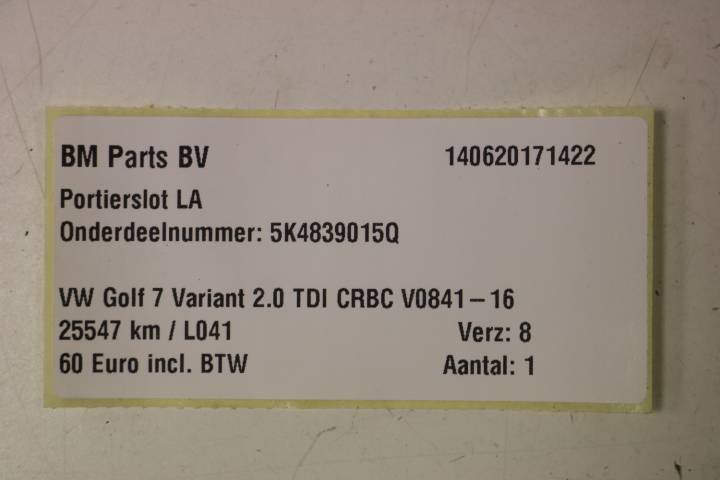 BM Parts BV 140620171422
Portierslot LA
Onderdeelnummer: 5K4839015Q
VW Golf 7 Variant 2.0 TDI CRBC V0841-16
25547 km / L041 Verz: 8
60 Euro incl. BTW Aantal: 1